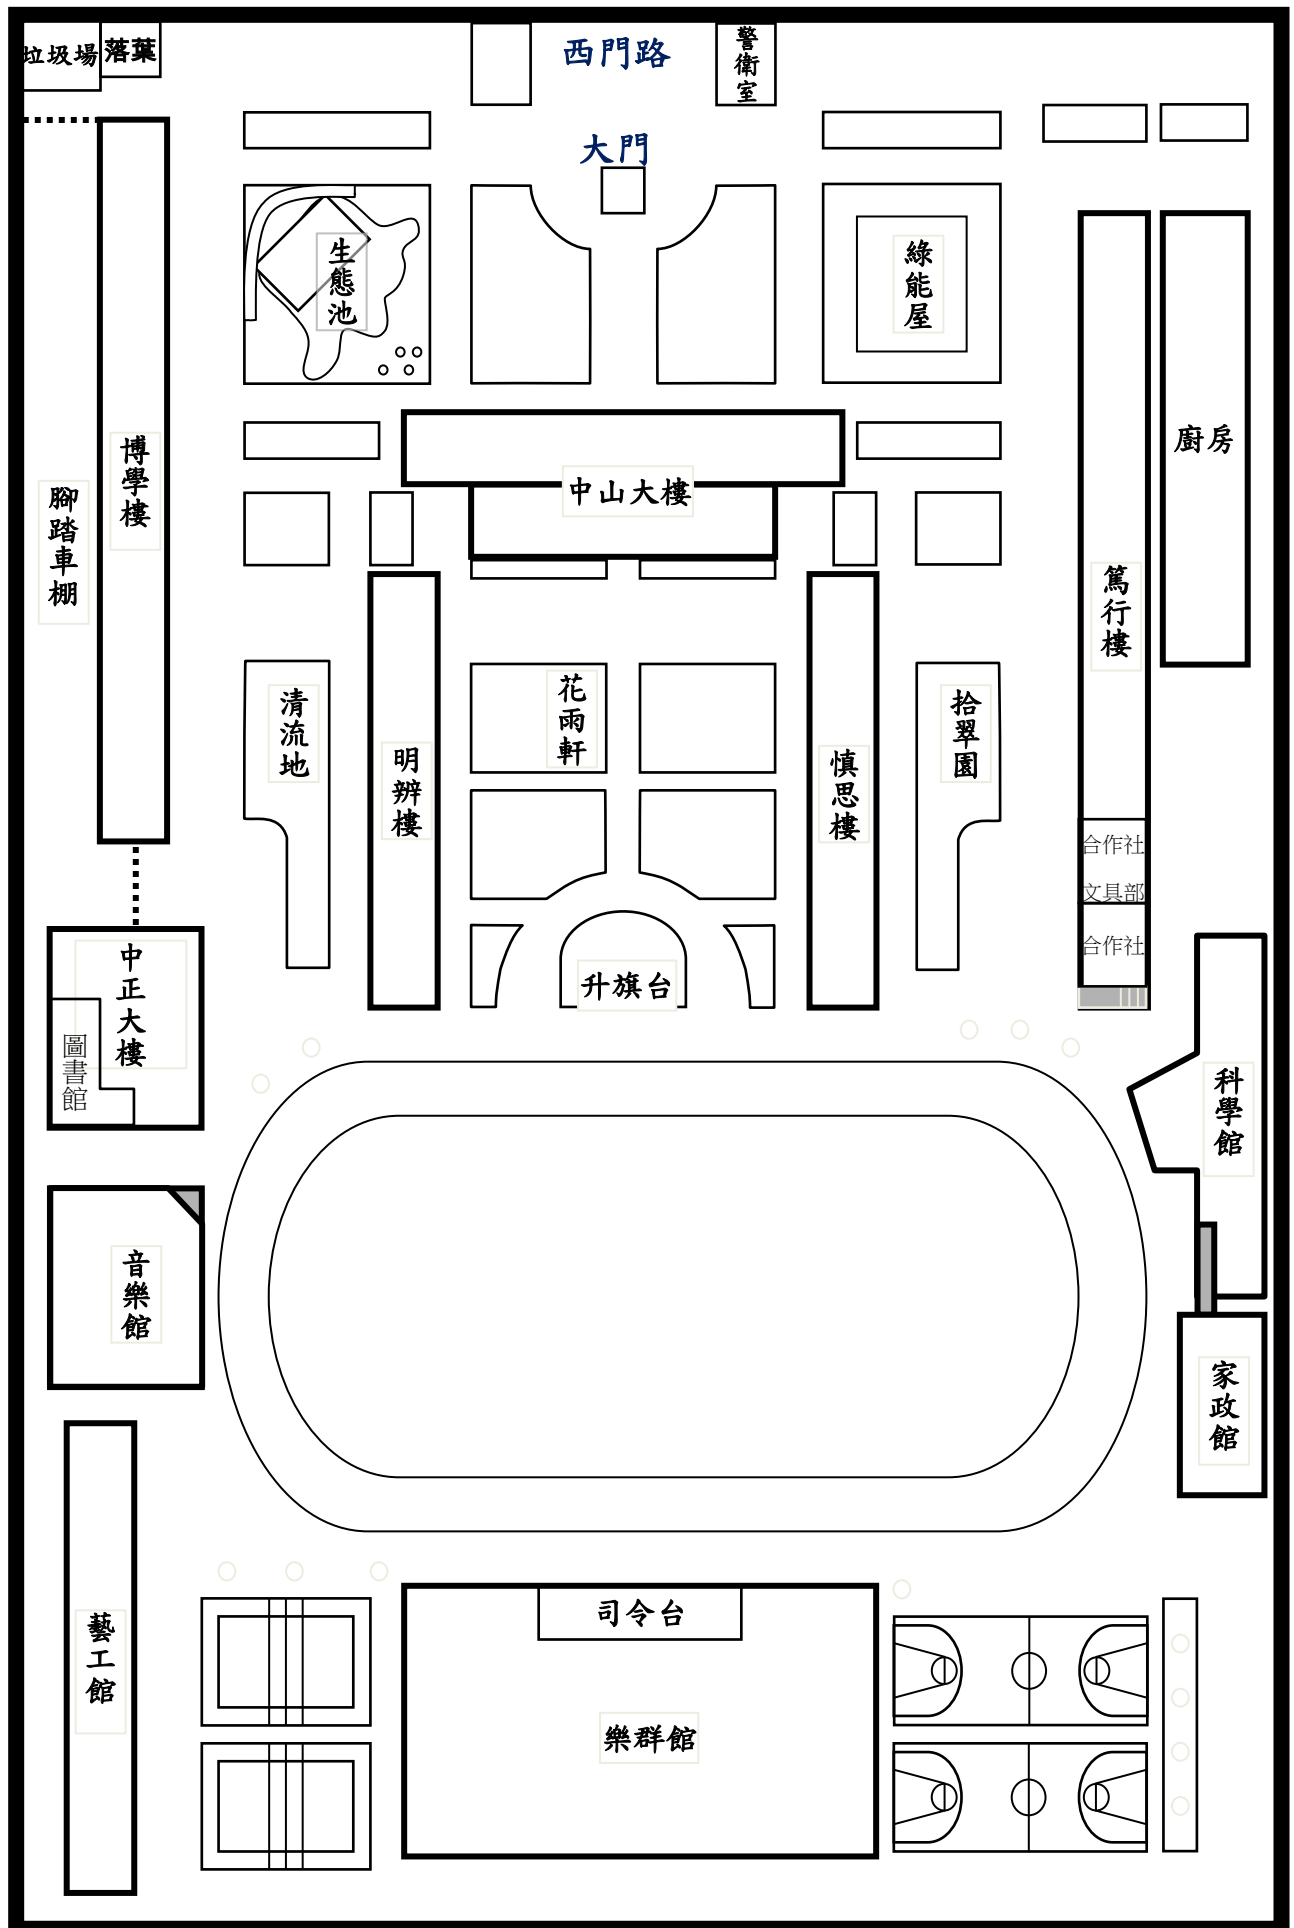 垃圾場
落葉
西門路
警衛室
大門
生態池
綠能屋
廚房
博學樓
中山大樓
腳踏車棚
篤行樓
清流地
花雨軒
拾翠園
明辨樓
慎思樓
合作社
文具部
合作社
中正大樓
升旗台
圖書館
科學館
音樂館
家政館
藝工館
司令台
樂群館